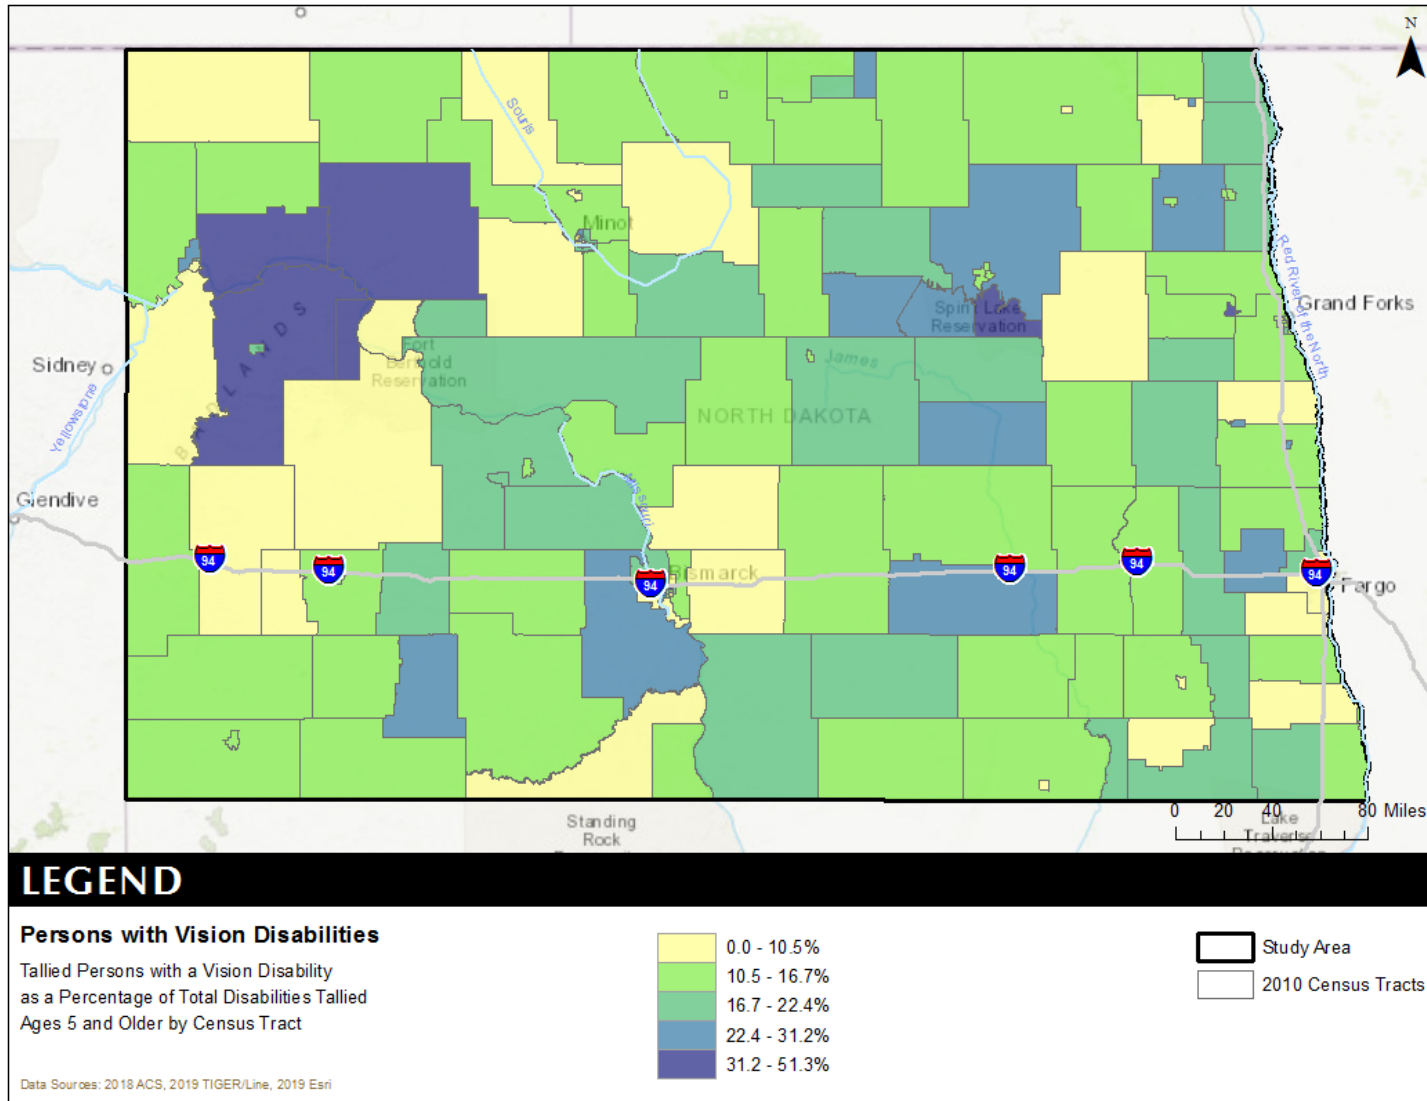 N
Souris
Minot
Red River of the North
Grand Forks
Spirit Lake
Reservation
Sidney
Fort
Berthold
Reservation
James
Yellowstone
BADLANDS
NORTH DAKOTA
Glendive
Missouri
94
94
94
94
94
94
Bismarck
Fargo
0 20 40 80 Miles
Standing
Rock
Lake
Traverse
LEGEND
Persons with Vision Disabilities
Tallied Persons with a Vision Disability
as a Percentage of Total Disabilities Tallied
Ages 5 and Older by Census Tract
Data Sources: 2018 ACS, 2019 TIGER/Line, 2019 Esri
0.0 - 10.5%
10.5 - 16.7%
16.7 - 22.4%
22.4 - 31.2%
31.2 - 51.3%
Study Area
2010 Census Tracts